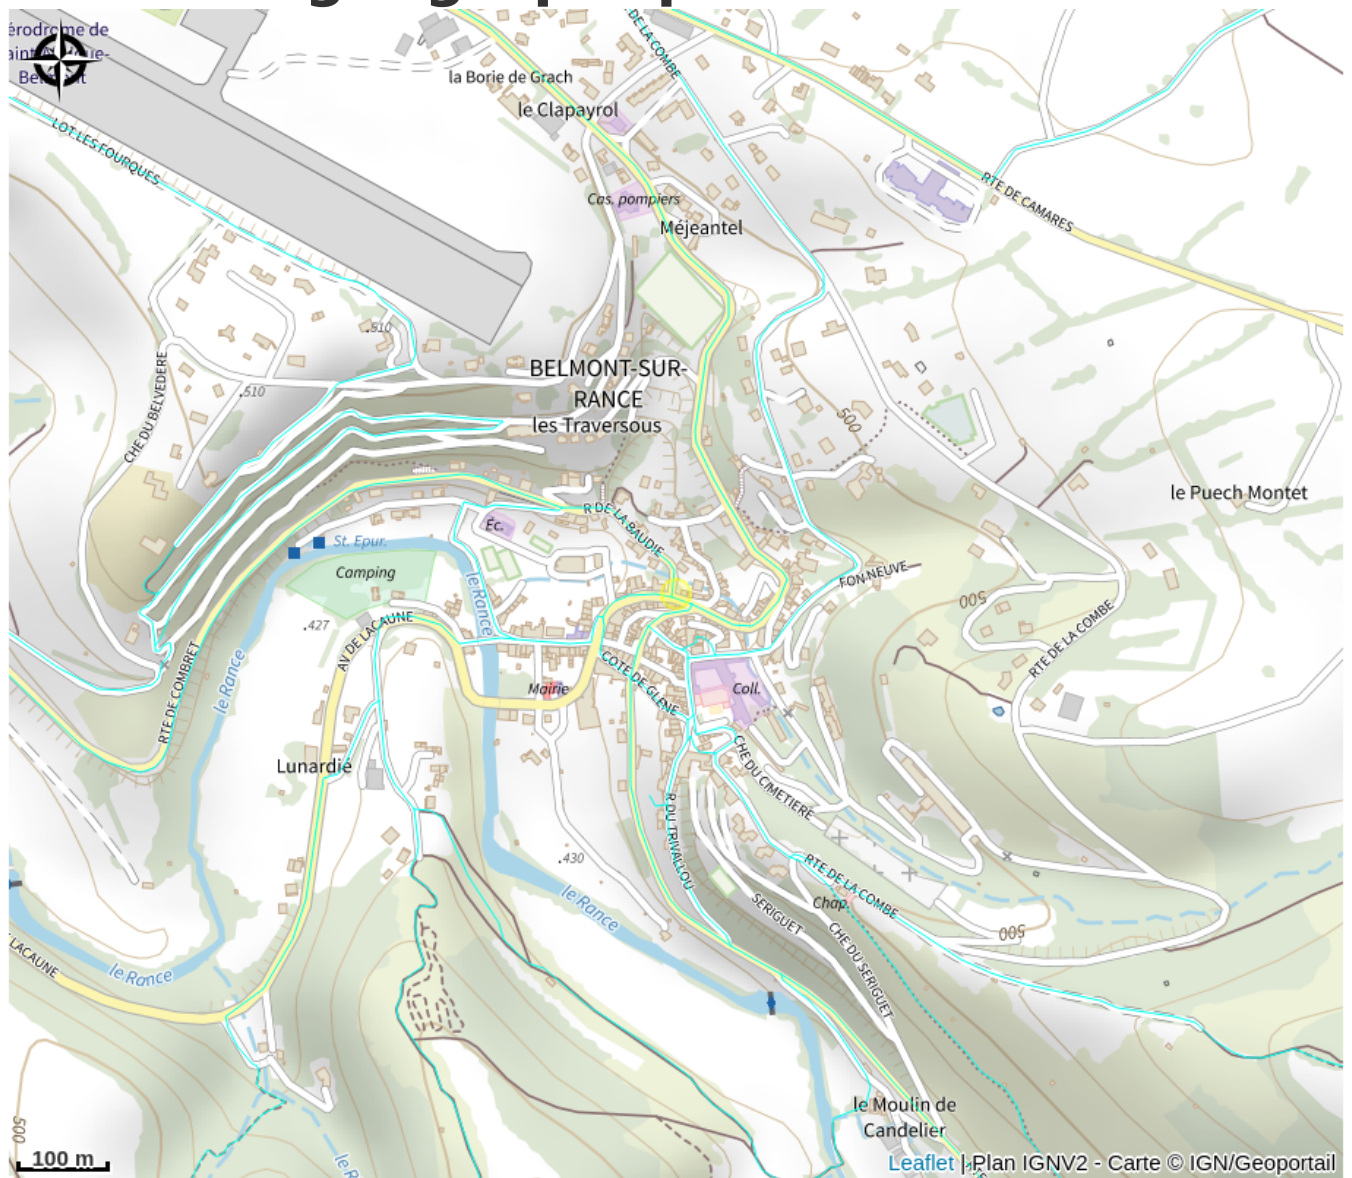 érodrome de
LA COMBE
la Borie de Grach
le Clapayrol
LOT LES FOURQUES
RTE DE CAMARES
Cas. pompiers
Méjeantel
.510
BELMONT-SUR-
RANCE
les Traversous
.510
CHE DU BELVEDERE
500
le Puech Montet
Éc.
R DE LA BAUDIE
St. Epur.
Camping
le Rance
FON NEUVE
500
.427
AV DE LACAUNE
RTE DE LA COMBE
RTE DE COMBRET
le Rance
COTE DE GLENE
Mairie
Coll.
Lunardie
CHE DU CIMETIERE
R DU TRIVALLOU
.430
RTE DE LA COMBE
le Rance
SERIGUET
Chap.
CHE DU SERIGUET
500
LACAUNE
le Rance
le Moulin de
Candelier
500
100 m
le R
Leaflet | Plan IGNV2 - Carte © IGN/Geoportail